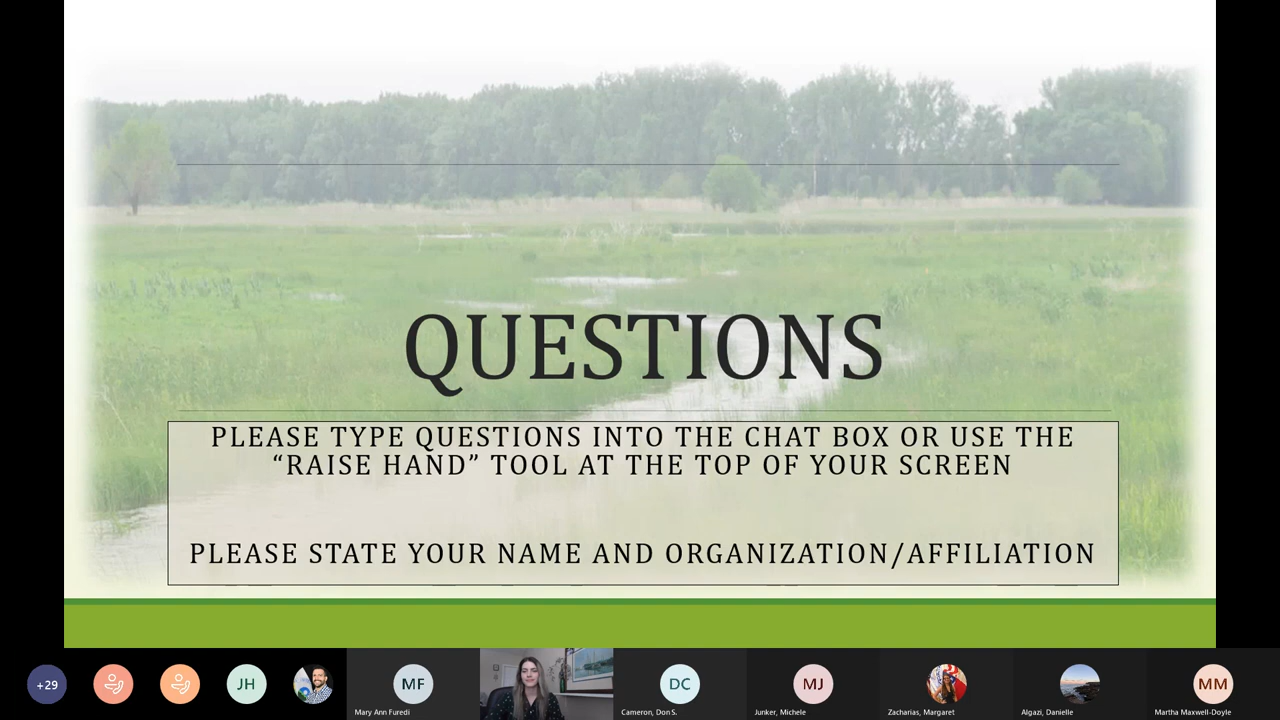 QUESTIONS
PLEASE TYPE QUESTIONS INTO THE CHAT BOX OR USE THE
“RAISE HAND” TOOL AT THE TOP OF YOUR SCREEN
PLEASE STATE YOUR NAME AND ORGANIZATION/AFFILIATION
+29
JH
MF
DC
MJ
MM
Mary Ann Furedi
Cameron, Don S.
Junker, Michele
Zacharias, Margaret
Algazi, Danielle
Martha Maxwell-Doyle